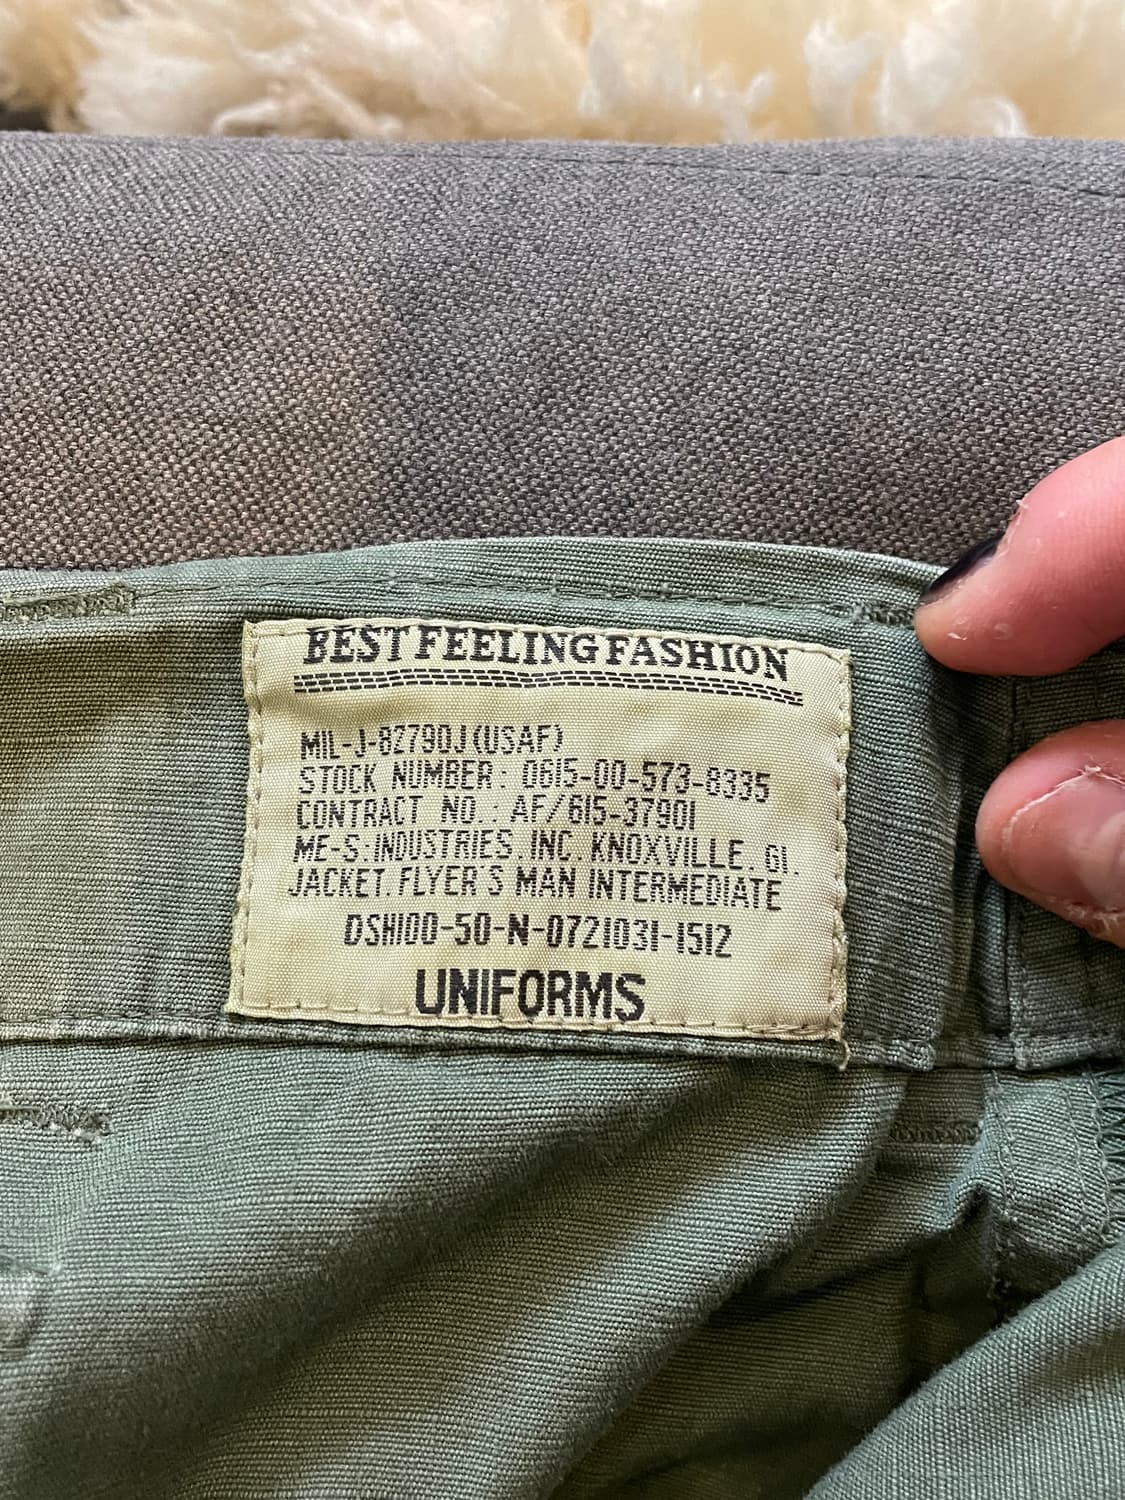 BEST FEELING FASHION
MIL-J-82790J (USAF)
STOCK NUMBER: 0615-00-573-8335
CONTRACT NO.: AF/615-37901
ME-S: INDUSTRIES. INC. KNOXVILLE. GI.
JACKET. FLYER'S MAN INTERMEDIATE
DSH100-50-N-0721031-1512
UNIFORMS